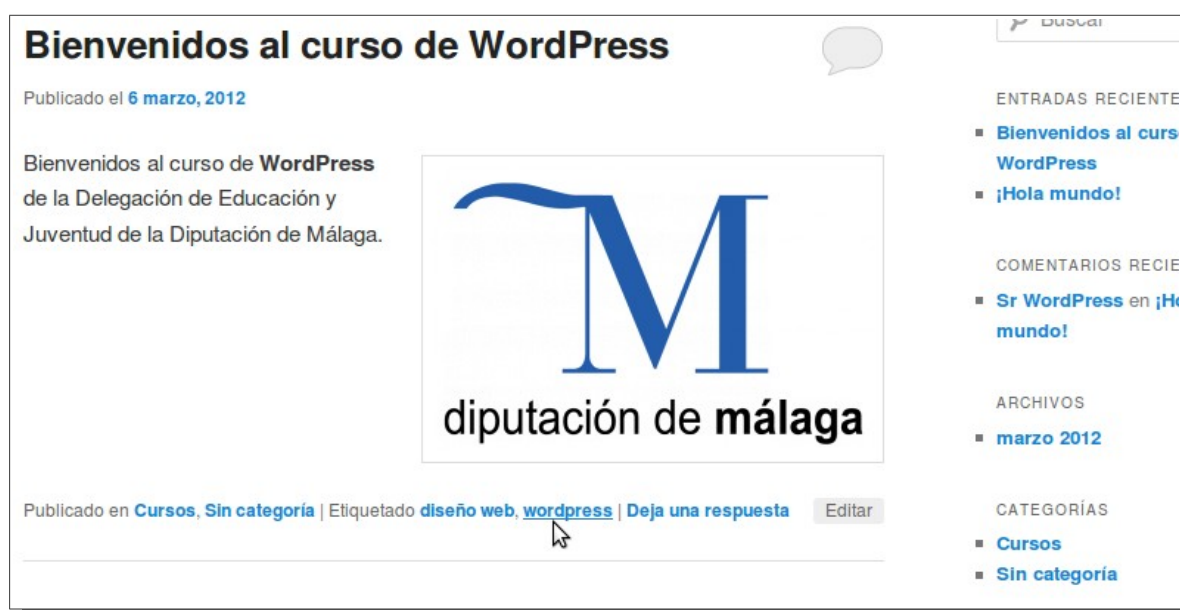 Bienvenidos al curso de WordPress
Publicado el 6 marzo, 2012
Bienvenidos al curso de WordPress
de la Delegación de Educación y
Juventud de la Diputación de Málaga.
M
diputación de málaga
Publicado en Cursos, Sin categoría | Etiquetado diseño web, wordpress | Deja una respuesta Editar
Buscar
ENTRADAS RECIENTE
Bienvenidos al curs
WordPress
¡Hola mundo!
COMENTARIOS RECIE
Sr WordPress en ¡Ho
mundo!
ARCHIVOS
marzo 2012
CATEGORÍAS
Cursos
Sin categoría